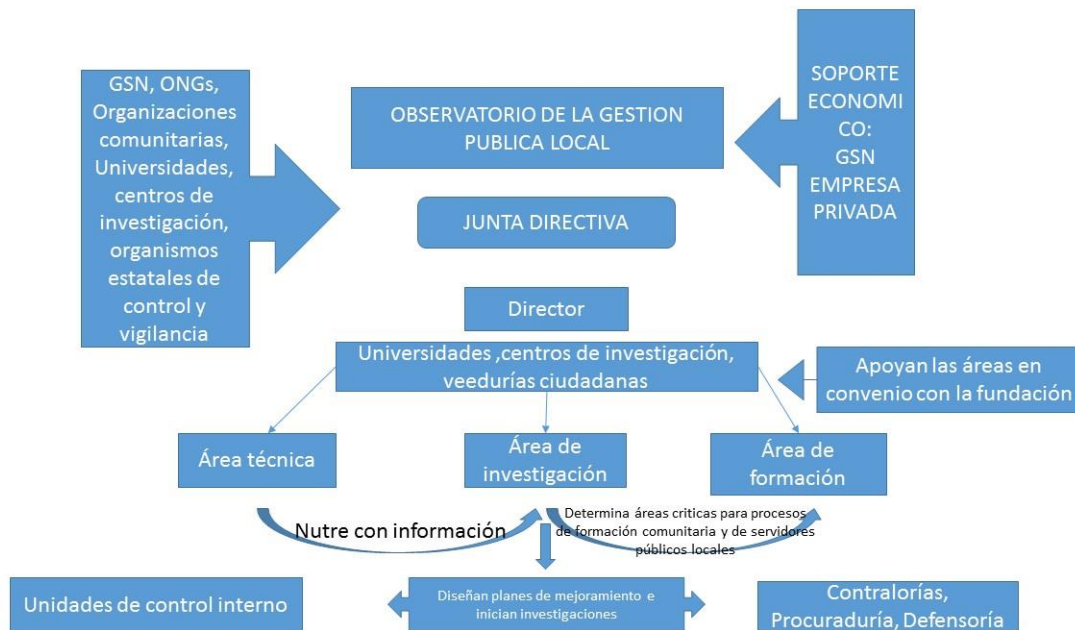 GSN, ONGs,
Organizaciones
comunitarias,
Universidades,
centros de
investigación,
organismos
estatales de
control y
vigilancia
OBSERVATORIO DE LA GESTION
PUBLICA LOCAL
SOPORTE
ECONOMI
CO:
GSN
EMPRESA
PRIVADA
JUNTA DIRECTIVA
Director
Universidades ,centros de investigación,
veedurías ciudadanas
Apoyan las áreas en
convenio con la fundación
Área técnica
Área de
investigación
Área de
formación
Nutre con información
Determina áreas criticas para procesos
de formación comunitaria y de servidores
públicos locales
Unidades de control interno
Diseñan planes de mejoramiento e
inician investigaciones
Contralorías,
Procuraduría, Defensoría